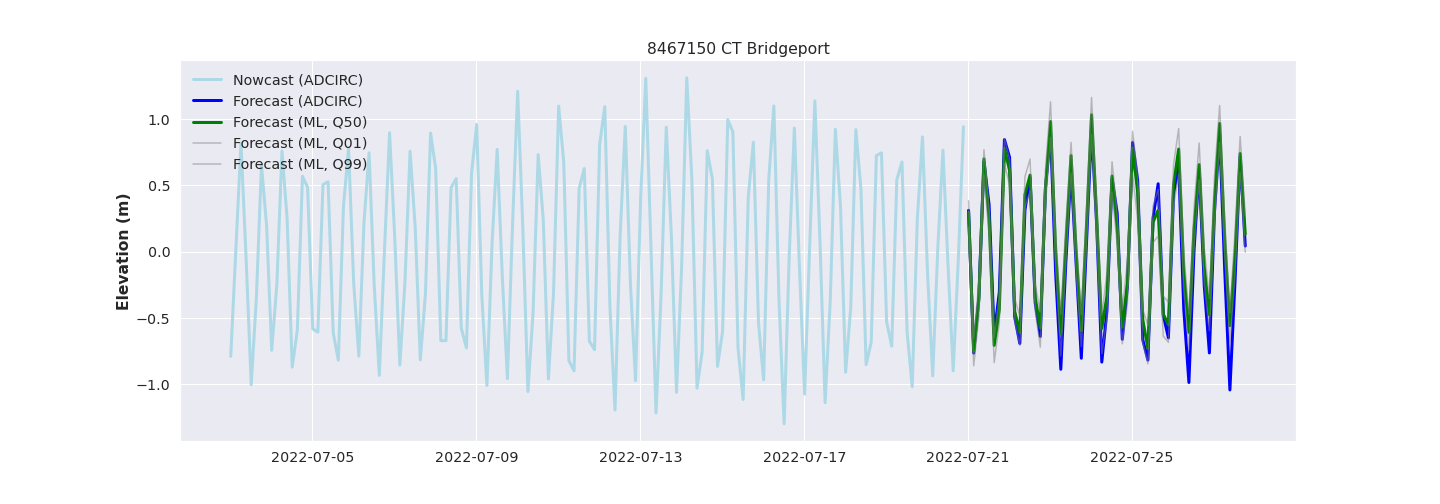 8467150 CT Bridgeport
Nowcast (ADCIRC)
Forecast (ADCIRC)
Forecast (ML, Q50)
Forecast (ML, Q01)
Forecast (ML, Q99)
Elevation (m)
1.0
0.5
0.0
−0.5
−1.0
2022-07-05
2022-07-09
2022-07-13
2022-07-17
2022-07-21
2022-07-25